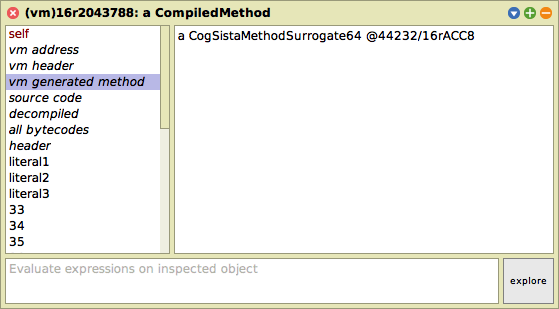 (vm)16r2043788: a CompiledMethod
self
vm address
vm header
vm generated method
source code
decompiled
all bytecodes
header
literal1
literal2
literal3
33
34
35
a CogSistaMethodSurrogate64 @44232/16rACC8
Evaluate expressions on inspected object
explore